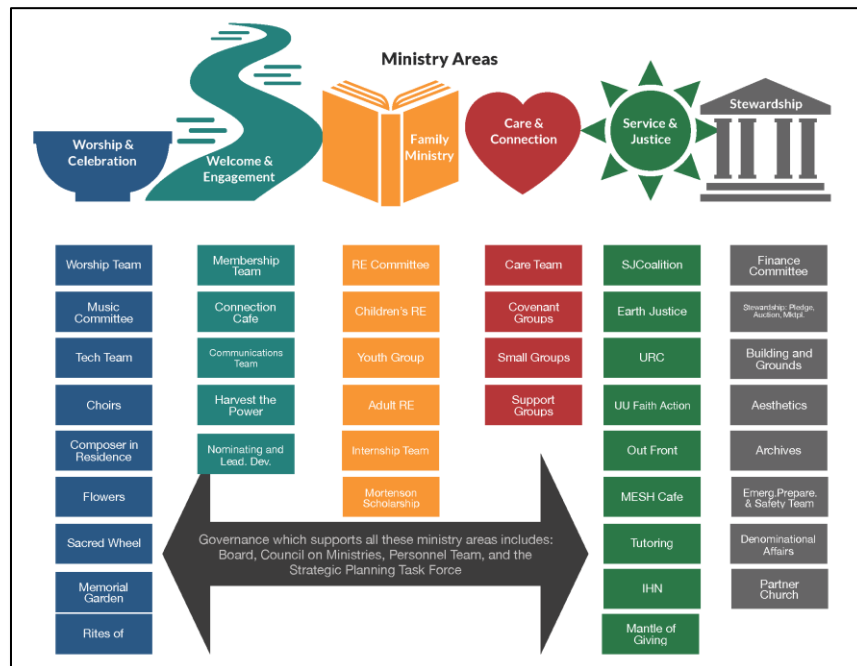 Ministry Areas
Worship &
Celebration
Welcome &
Engagement
Family
Ministry
Care &
Connection
Service &
Justice
Stewardship
Worship Team
Music
Committee
Tech Team
Choirs
Composer in
Residence
Flowers
Sacred Wheel
Memorial
Garden
Rites of
Membership
Team
Connection
Cafe
Communications
Team
Harvest the
Power
Nominating and
Lead. Dev.
RE Committee
Children's RE
Youth Group
Adult RE
Internship Team
Mortenson
Scholarship
Care Team
Covenant
Groups
Small Groups
Support
Groups
SJCoalition
Earth Justice
URC
UU Faith Action
Out Front
MESH Cafe
Tutoring
IHN
Mantle of
Giving
Finance
Committee
Stewardship: Pledge,
Auction, Mktpl.
Building and
Grounds
Aesthetics
Archives
Emerg.Prepare.
& Safety Team
Denominational
Affairs
Partner
Church
Governance which supports all these ministry areas includes:
Board, Council on Ministries, Personnel Team, and the
Strategic Planning Task Force